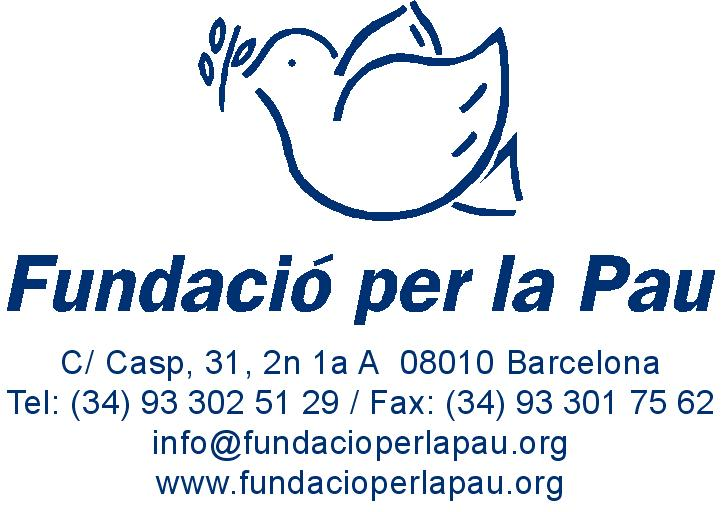 Fundació per la Pau
C/ Casp, 31, 2n 1a A  08010 Barcelona
Tel: (34) 93 302 51 29 / Fax: (34) 93 301 75 62
info@fundacioperlapau.org
www.fundacioperlapau.org